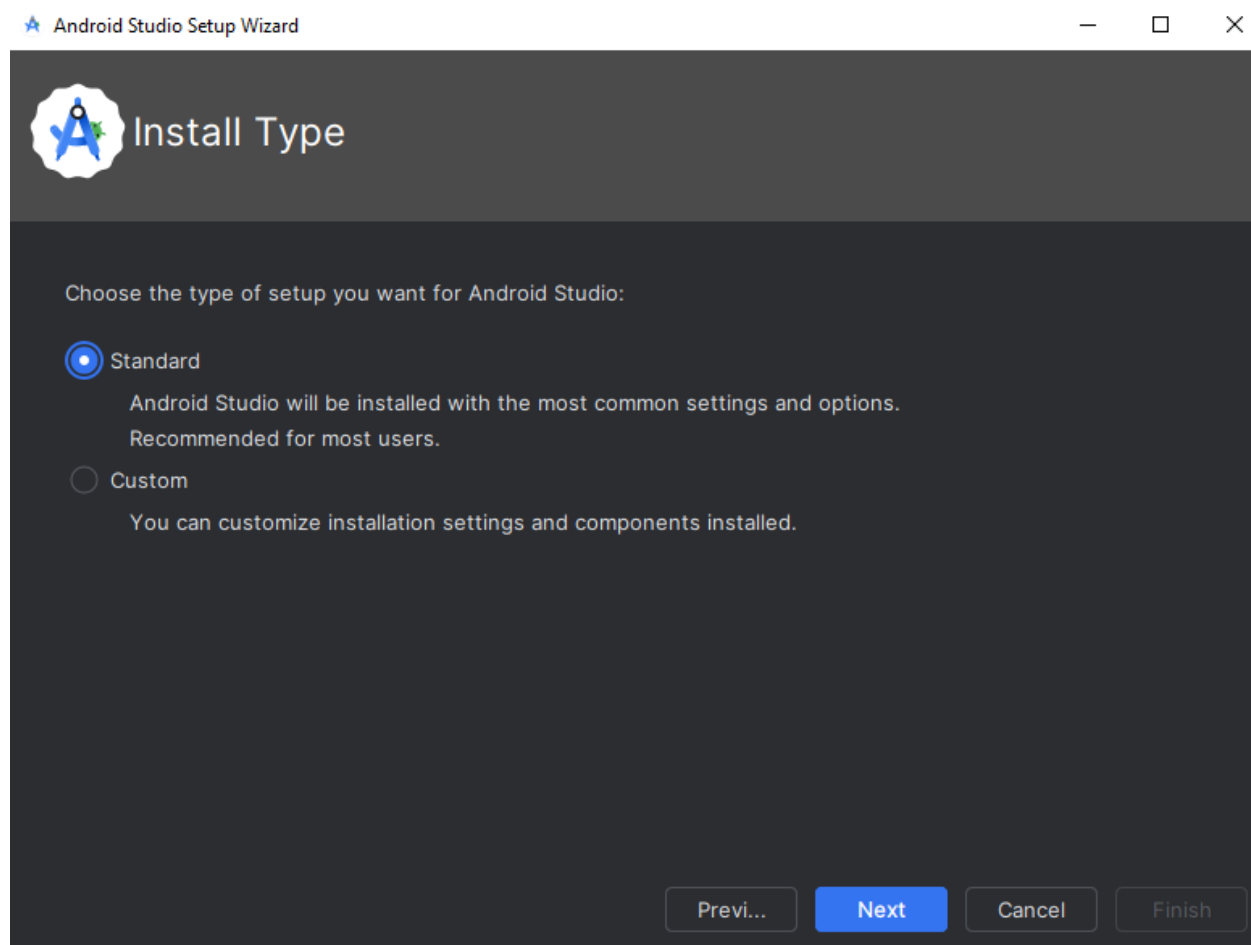 Android Studio Setup Wizard
Install Type
Choose the type of setup you want for Android Studio:
Standard
Android Studio will be installed with the most common settings and options.
Recommended for most users.
Custom
You can customize installation settings and components installed.
Previ... Next Cancel Finish